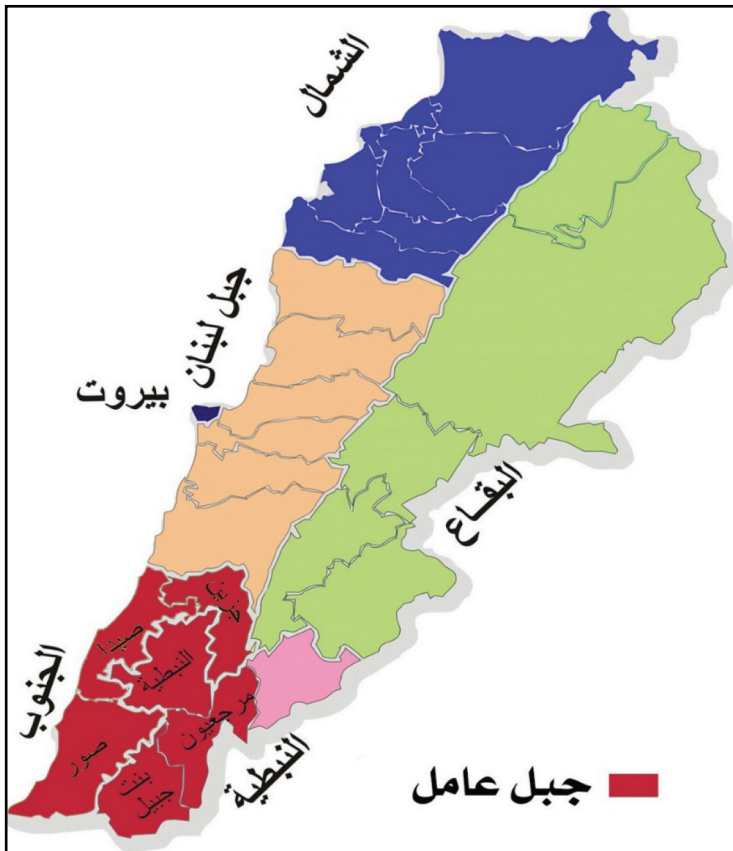 الشمال
جبل لبنان
بيروت
البقاع
جزين
صيدا
النبطية
الجنوب
مرجعيون
صور
بنت
جبيل
النبطية
جبل عامل